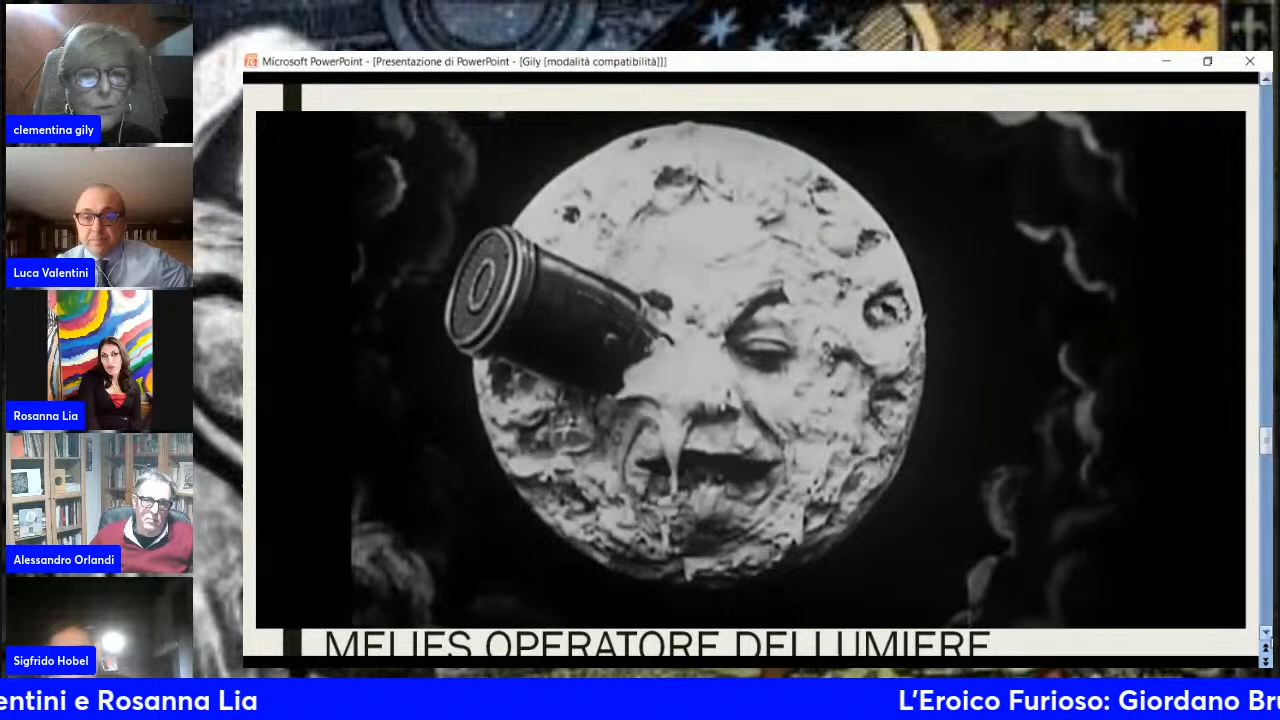 Microsoft PowerPoint - [Presentazione di PowerPoint - [Gily [modalità compatibilità]]]
clementina gily
Luca Valentini
Rosanna Lia
Alessandro Orlandi
Sigfrido Hobel
MELIES OPERATORE DEI LUMIERE
entini e Rosanna Lia
L'Eroico Furioso: Giordano Bru